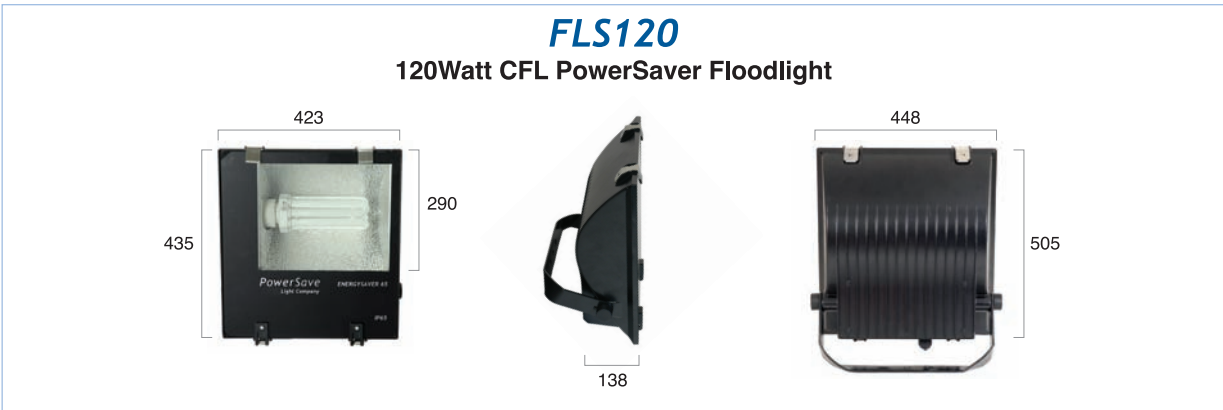 FLS120
120Watt CFL PowerSaver Floodlight
423
435
290
PowerSave
Light Company
ENERGYSAVER 65
IP65
138
448
505